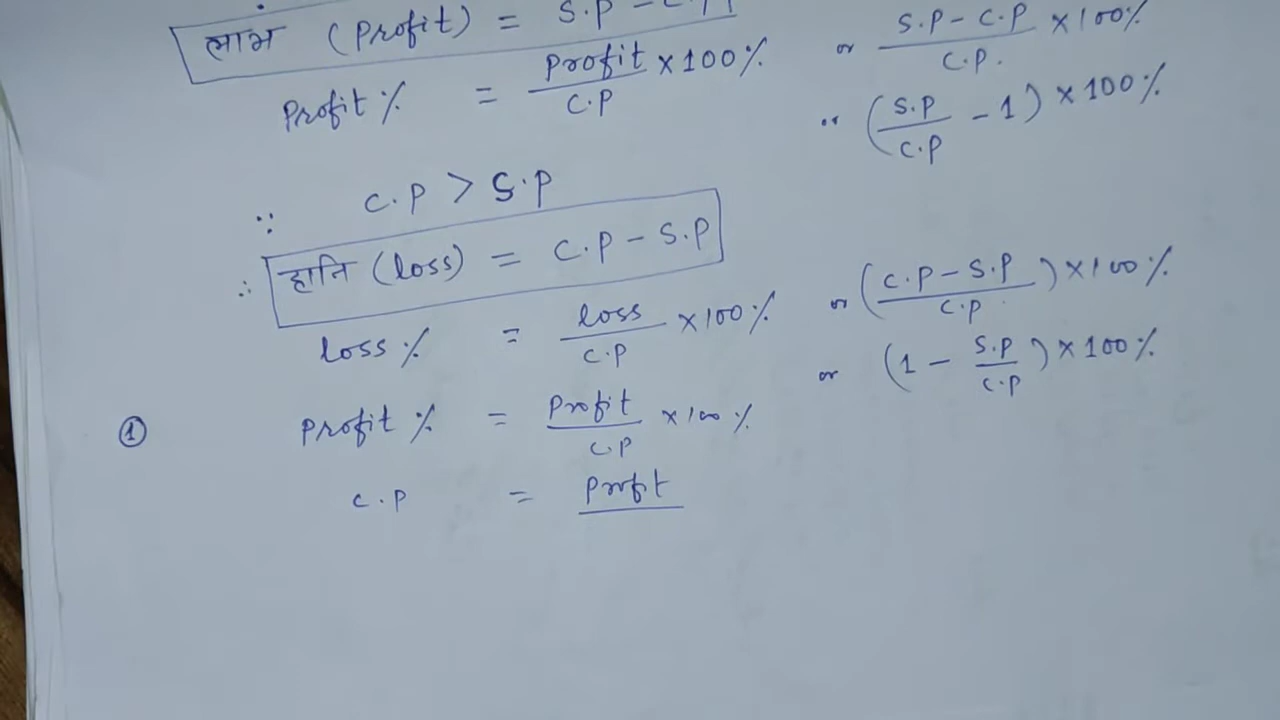 लाभ (Profit) = S.P - C.P
Profit % = Profit/C.P × 100% or S.P - C.P/C.P. × 100%
or (S.P/C.P - 1) × 100%
∵ C.P > S.P
∴ हानि (loss) = C.P - S.P
loss % = loss/C.P × 100% or (C.P - S.P/C.P) × 100%
or (1 - S.P/C.P) × 100%
① Profit % = Profit/C.P × 100%
C.P = Profit